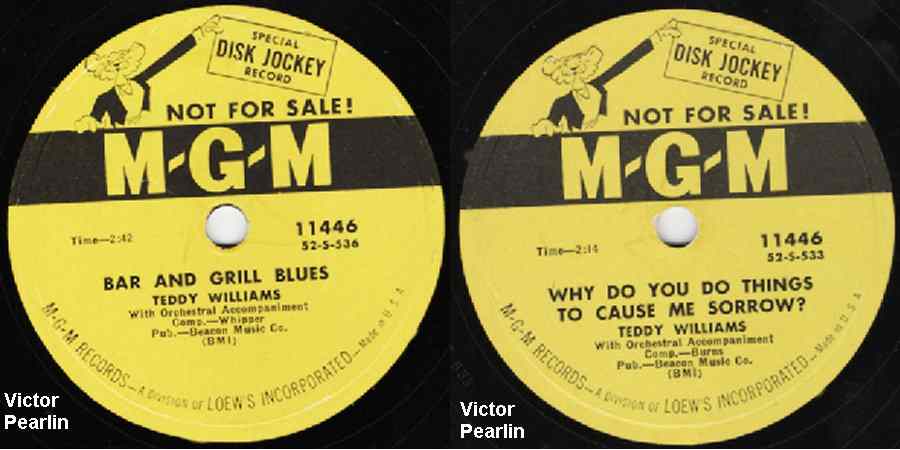 SPECIAL
DISK JOCKEY
RECORD
NOT FOR SALE!
M-G-M
Time—2:42
11446
52-S-536
BAR AND GRILL BLUES
TEDDY WILLIAMS
With Orchestral Accompaniment
Comp.—Whipper
Pub.—Beacon Music Co.
(BMI)
M-G-M RECORDS—A DIVISION OF LOEW'S INCORPORATED—Made in U.S.A.
Victor
Pearlin
SPECIAL
DISK JOCKEY
RECORD
NOT FOR SALE!
M-G-M
Time—2:14
11446
52-S-533
WHY DO YOU DO THINGS
TO CAUSE ME SORROW?
TEDDY WILLIAMS
With Orchestral Accompaniment
Comp.—Burns
Pub.—Beacon Music Co.
(BMI)
M-G-M RECORDS—A DIVISION OF LOEW'S INCORPORATED—Made in U.S.A.
Victor
Pearlin